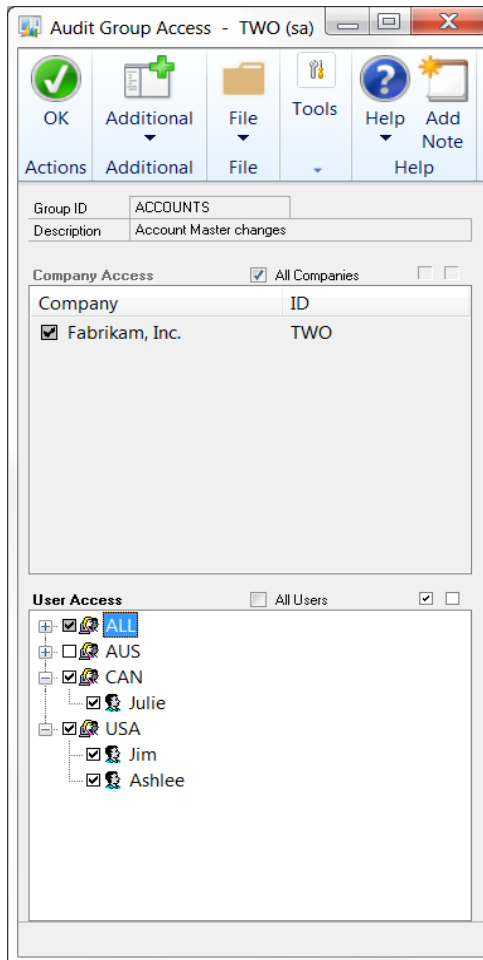 Audit Group Access - TWO (sa)
OK Additional File Tools Help Add Note
Actions Additional File Help
Group ID ACCOUNTS
Description Account Master changes
Company Access All Companies
Company ID
Fabrikam, Inc. TWO
User Access All Users
ALL
AUS
CAN
Julie
USA
Jim
Ashlee